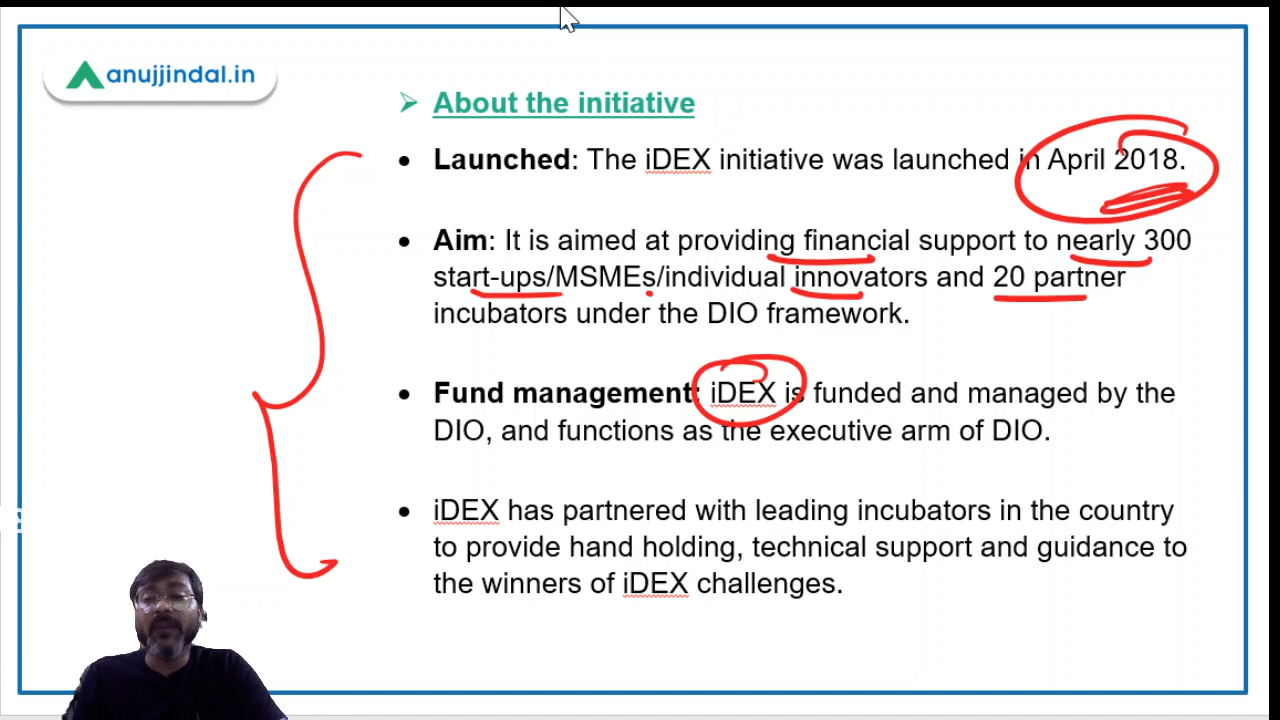 anujjindal.in
➢ About the initiative
• Launched: The iDEX initiative was launched in April 2018.
• Aim: It is aimed at providing financial support to nearly 300
start-ups/MSMEs/individual innovators and 20 partner
incubators under the DIO framework.
• Fund management: iDEX is funded and managed by the
DIO, and functions as the executive arm of DIO.
• iDEX has partnered with leading incubators in the country
to provide hand holding, technical support and guidance to
the winners of iDEX challenges.